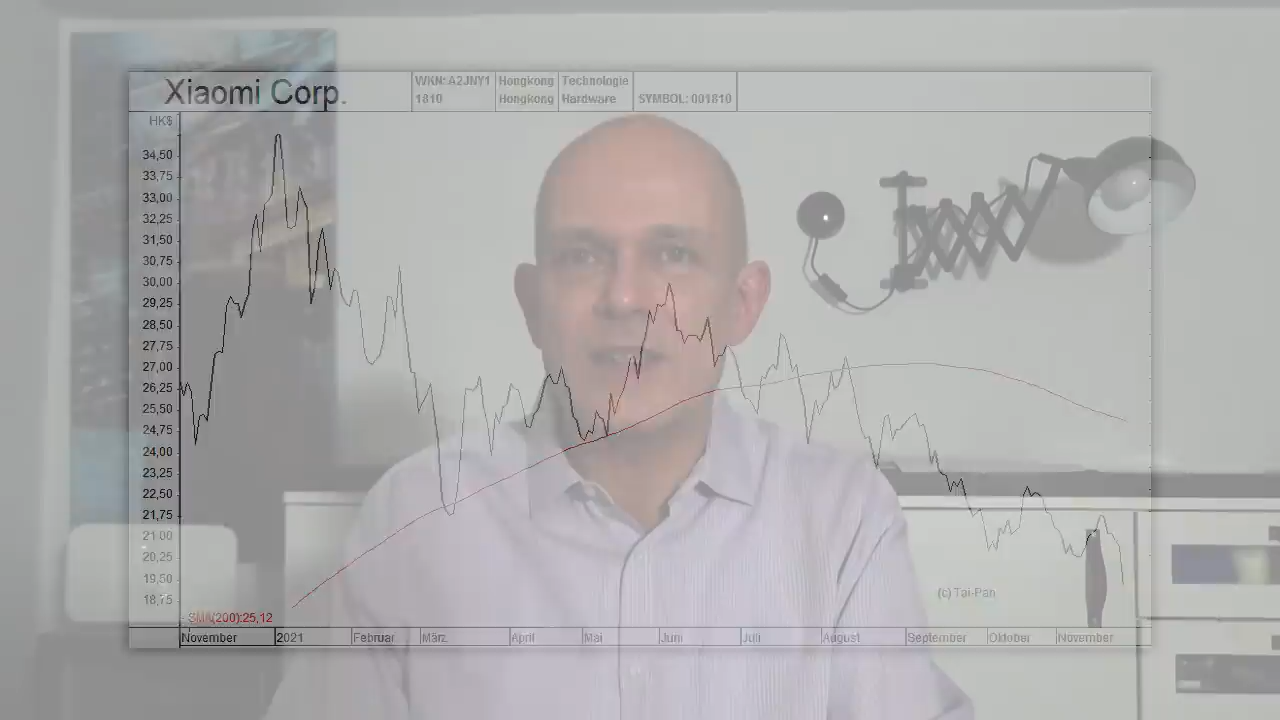 Xiaomi Corp.
WKN: A2JNY1
1810
Hongkong
Hongkong
Technologie
Hardware
SYMBOL: 001810
HK$
34,50
33,75
33,00
32,25
31,50
30,75
30,00
29,25
28,50
27,75
27,00
26,25
25,50
24,75
24,00
23,25
22,50
21,75
21,00
20,25
19,50
18,75
(c) Tai-Pan
SMA(200):25,12
November 2021 Februar März April Mai Juni Juli August September Oktober November